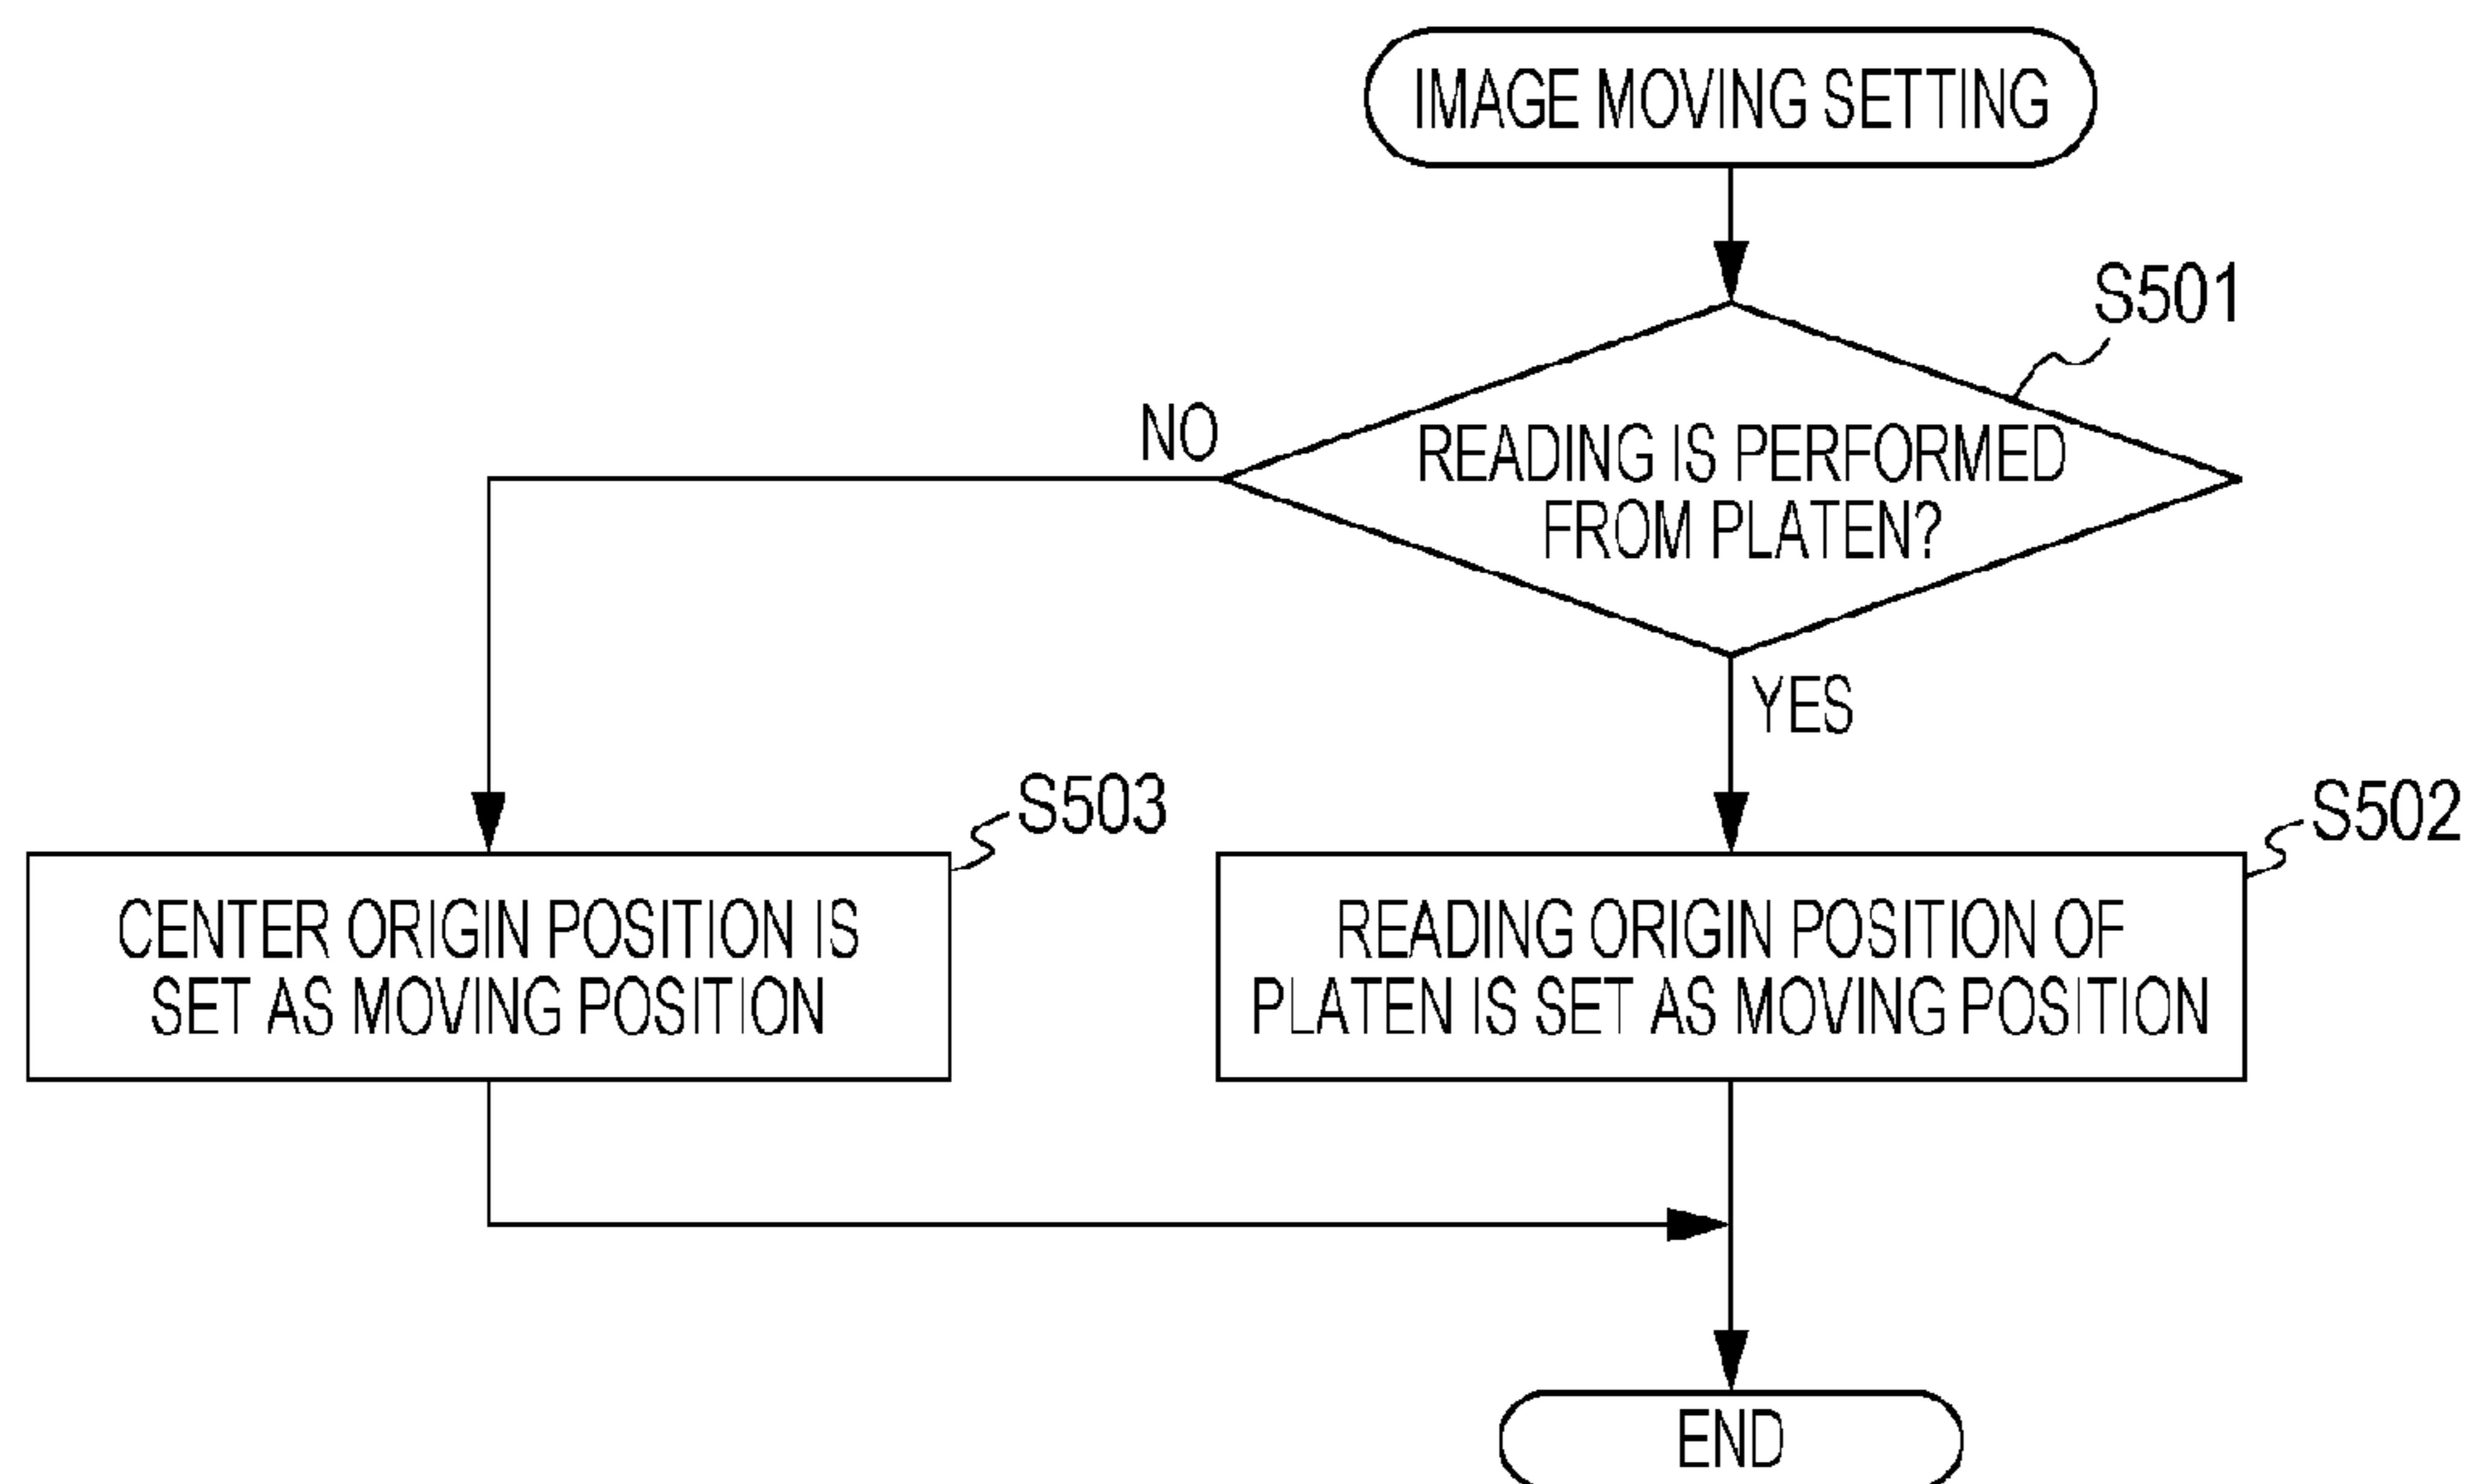 IMAGE MOVING SETTING
S501
NO
READING IS PERFORMED
FROM PLATEN?
YES
S503
S502
CENTER ORIGIN POSITION IS
SET AS MOVING POSITION
READING ORIGIN POSITION OF
PLATEN IS SET AS MOVING POSITION
END